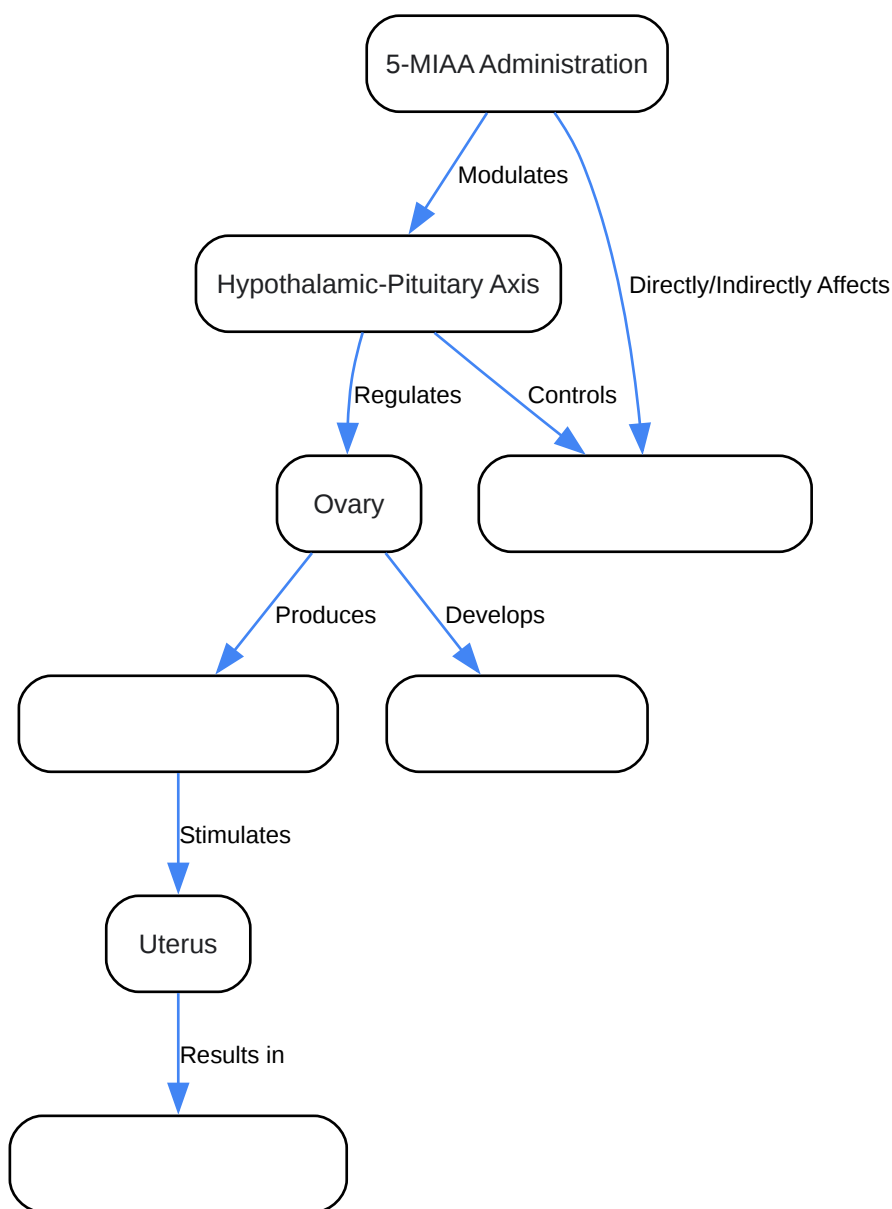 5-MIAA Administration
Modulates
Hypothalamic-Pituitary Axis
Directly/Indirectly Affects
Regulates
Controls
Ovary
Produces
Develops
Stimulates
Uterus
Results in